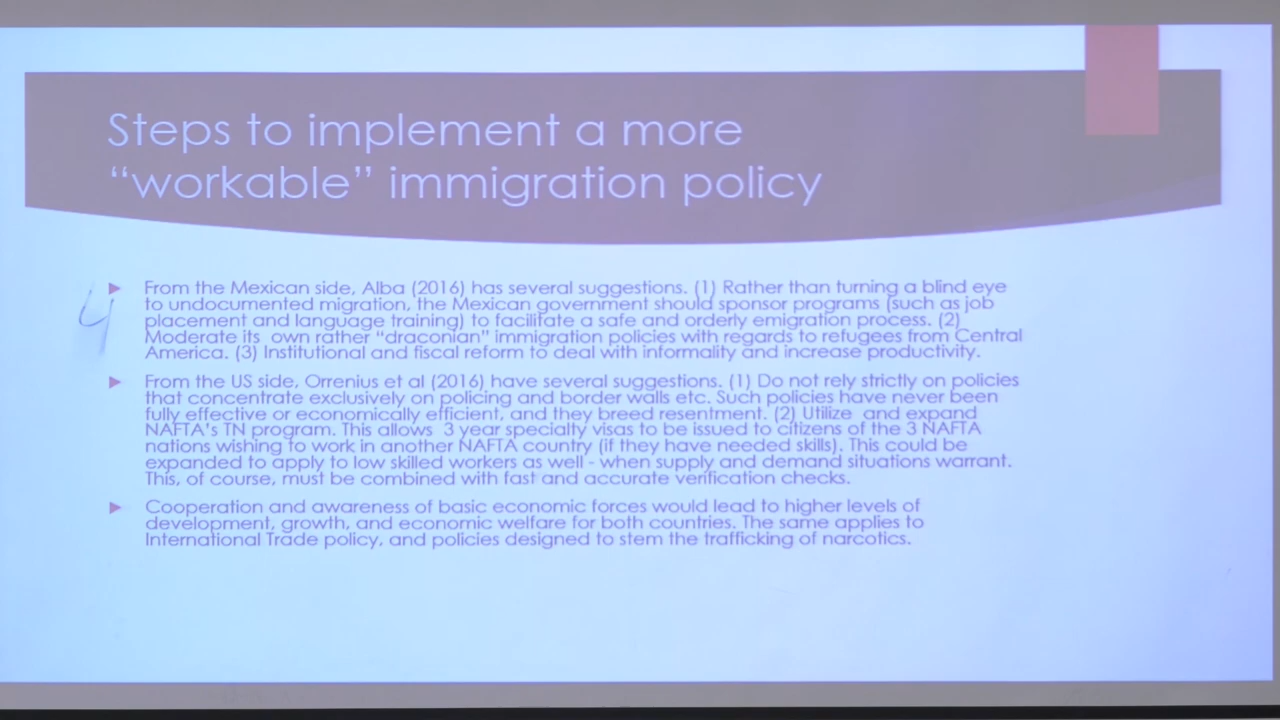 Steps to implement a more
“workable” immigration policy
From the Mexican side, Alba (2016) has several suggestions. (1) Rather than turning a blind eye
to undocumented migration, the Mexican government should sponsor programs (such as job
placement and language training) to facilitate a safe and orderly emigration process. (2)
Moderate its own rather “draconian” immigration policies with regards to refugees from Central
America. (3) Institutional and fiscal reform to deal with informality and increase productivity.
From the US side, Orrenius et al (2016) have several suggestions. (1) Do not rely strictly on policies
that concentrate exclusively on policing and border walls etc. Such policies have never been
fully effective or economically efficient, and they breed resentment. (2) Utilize and expand
NAFTA’s TN program. This allows 3 year specialty visas to be issued to citizens of the 3 NAFTA
nations wishing to work in another NAFTA country (if they have needed skills). This could be
expanded to apply to low skilled workers as well - when supply and demand situations warrant.
This, of course, must be combined with fast and accurate verification checks.
Cooperation and awareness of basic economic forces would lead to higher levels of
development, growth, and economic welfare for both countries. The same applies to
International Trade policy, and policies designed to stem the trafficking of narcotics.